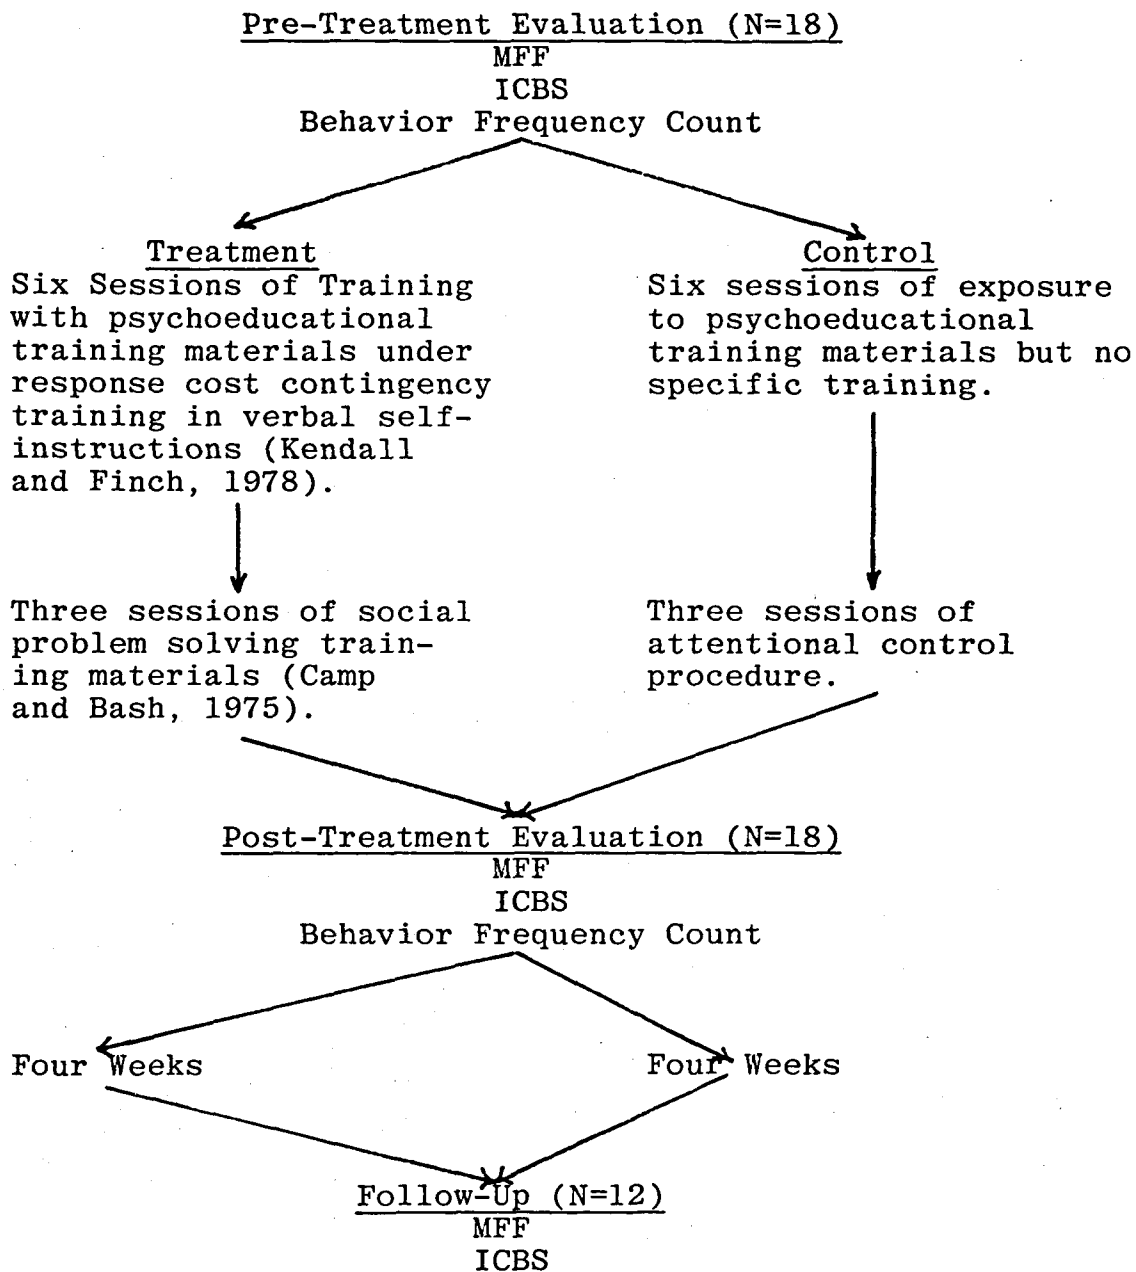 Pre-Treatment Evaluation (N=18)
MFF
ICBS
Behavior Frequency Count
Treatment
Six Sessions of Training
with psychoeducational
training materials under
response cost contingency
training in verbal self-
instructions (Kendall
and Finch, 1978).
Control
Six sessions of exposure
to psychoeducational
training materials but no
specific training.
Three sessions of social
problem solving train-
ing materials (Camp
and Bash, 1975).
Three sessions of
attentional control
procedure.
Post-Treatment Evaluation (N=18)
MFF
ICBS
Behavior Frequency Count
Four Weeks
Four Weeks
Follow-Up (N=12)
MFF
ICBS